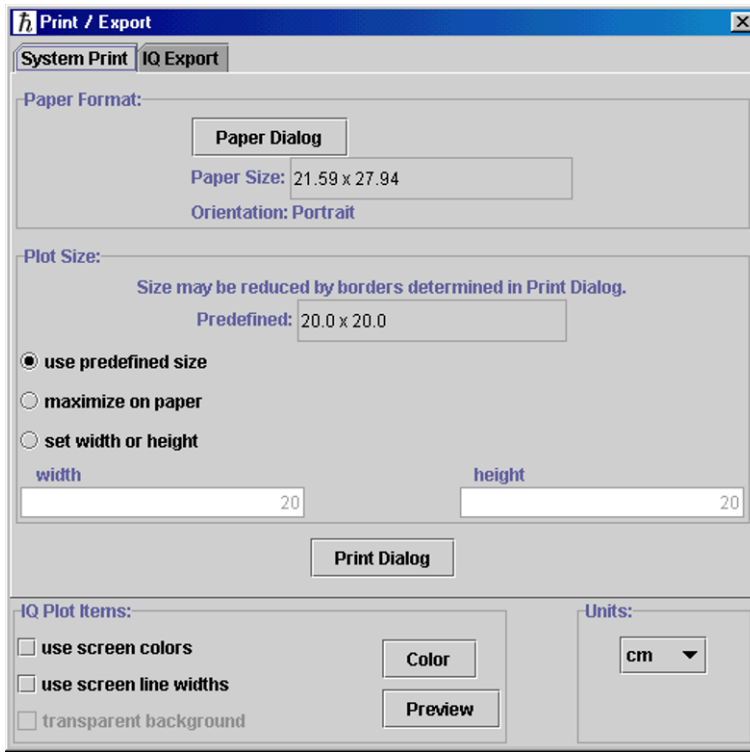 ħ Print / Export
System Print IQ Export
Paper Format:
Paper Dialog
Paper Size: 21.59 x 27.94
Orientation: Portrait
Plot Size:
Size may be reduced by borders determined in Print Dialog.
Predefined: 20.0 x 20.0
use predefined size
maximize on paper
set width or height
width height
20 20
Print Dialog
IQ Plot Items: Units:
use screen colors Color cm
use screen line widths
Preview
transparent background